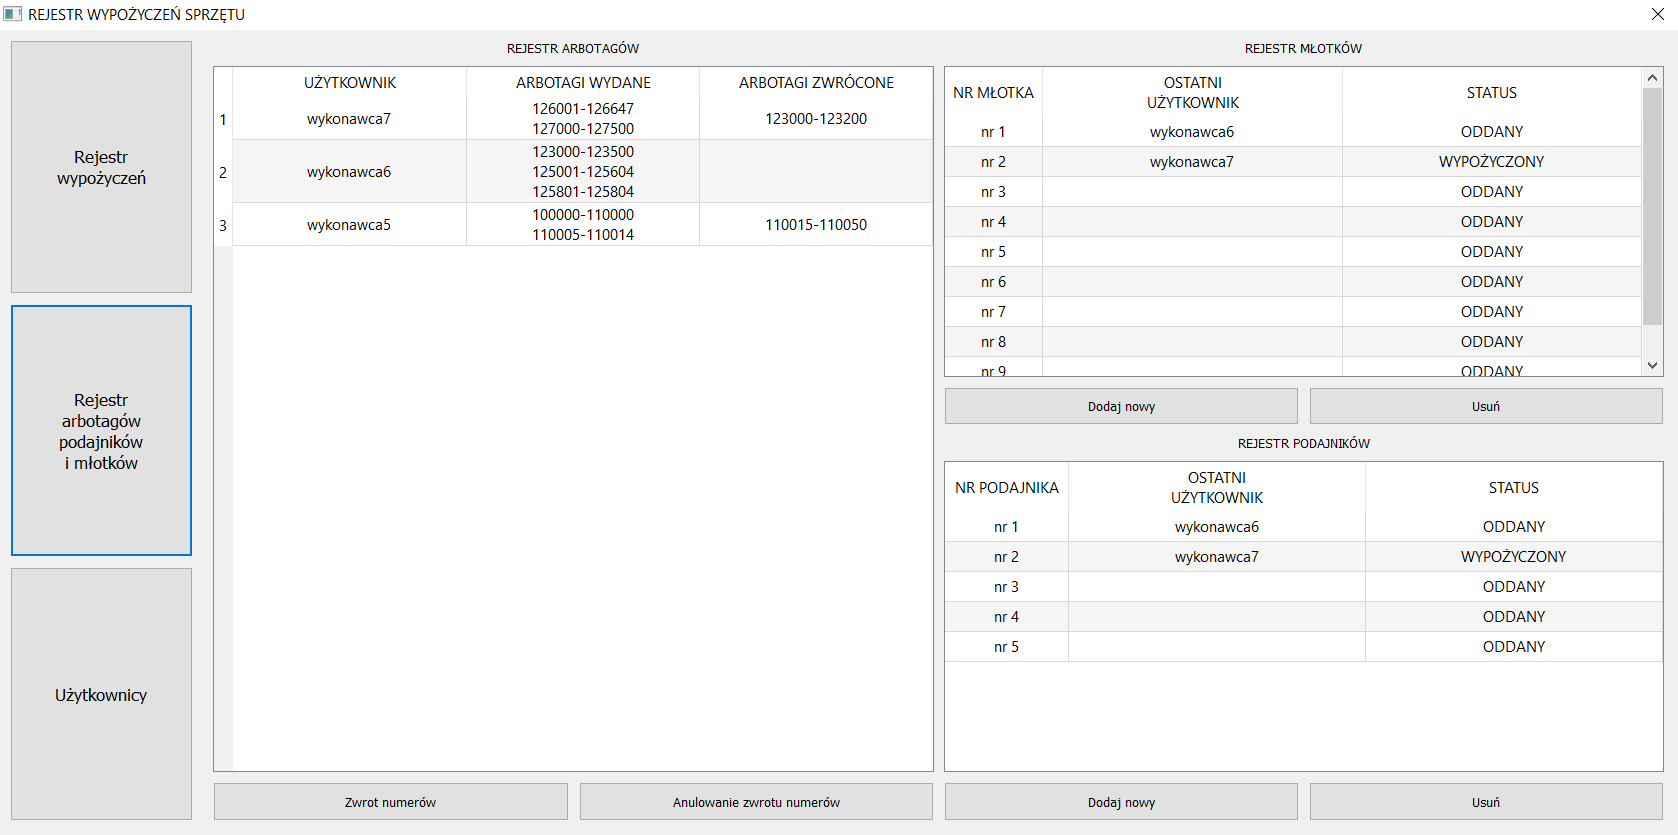 REJESTR WYPOŻYCZEŃ SPRZĘTU
Rejestr
wypożyczeń
Rejestr
arbotagów
podajników
i młotków
Użytkownicy
REJESTR ARBOTAGÓW
UŻYTKOWNIK ARBOTAGI WYDANE ARBOTAGI ZWRÓCONE
1 wykonawca7 126001-126647 123000-123200
127000-127500
2 wykonawca6 123000-123500
125001-125604
125801-125804
3 wykonawca5 100000-110000 110015-110050
110005-110014
Zwrot numerów Anulowanie zwrotu numerów
REJESTR MŁOTKÓW
NR MŁOTKA OSTATNI UŻYTKOWNIK STATUS
nr 1 wykonawca6 ODDANY
nr 2 wykonawca7 WYPOŻYCZONY
nr 3 ODDANY
nr 4 ODDANY
nr 5 ODDANY
nr 6 ODDANY
nr 7 ODDANY
nr 8 ODDANY
nr 9 ODDANY
Dodaj nowy Usuń
REJESTR PODAJNIKÓW
NR PODAJNIKA OSTATNI UŻYTKOWNIK STATUS
nr 1 wykonawca6 ODDANY
nr 2 wykonawca7 WYPOŻYCZONY
nr 3 ODDANY
nr 4 ODDANY
nr 5 ODDANY
Dodaj nowy Usuń